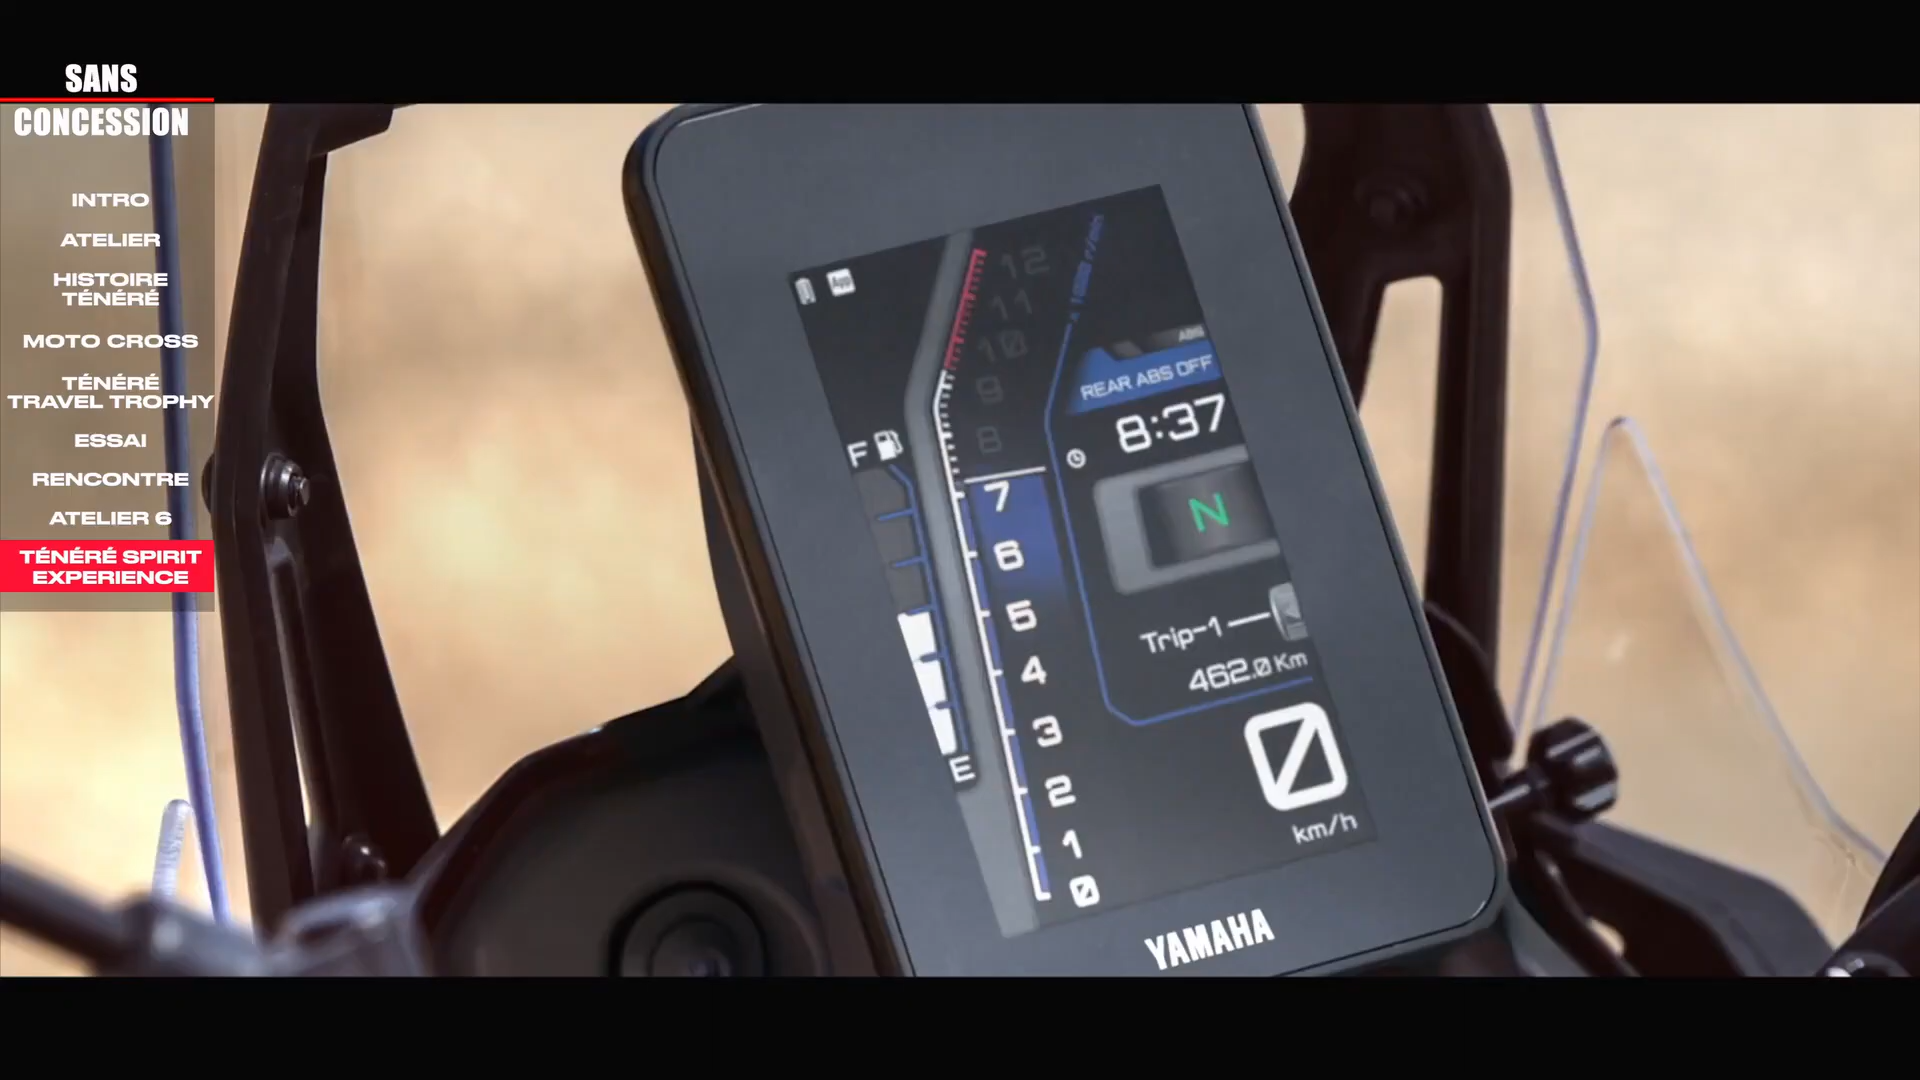 SANS
CONCESSION
INTRO
ATELIER
HISTOIRE
TÉNÉRÉ
MOTO CROSS
TÉNÉRÉ
TRAVEL TROPHY
ESSAI
RENCONTRE
ATELIER 6
TÉNÉRÉ SPIRIT
EXPERIENCE
App
12
11
10
9
8
7
6
5
4
3
2
1
0
F
E
ABS
REAR ABS OFF
8:37
N
Trip-1
462.0 Km
0
km/h
YAMAHA